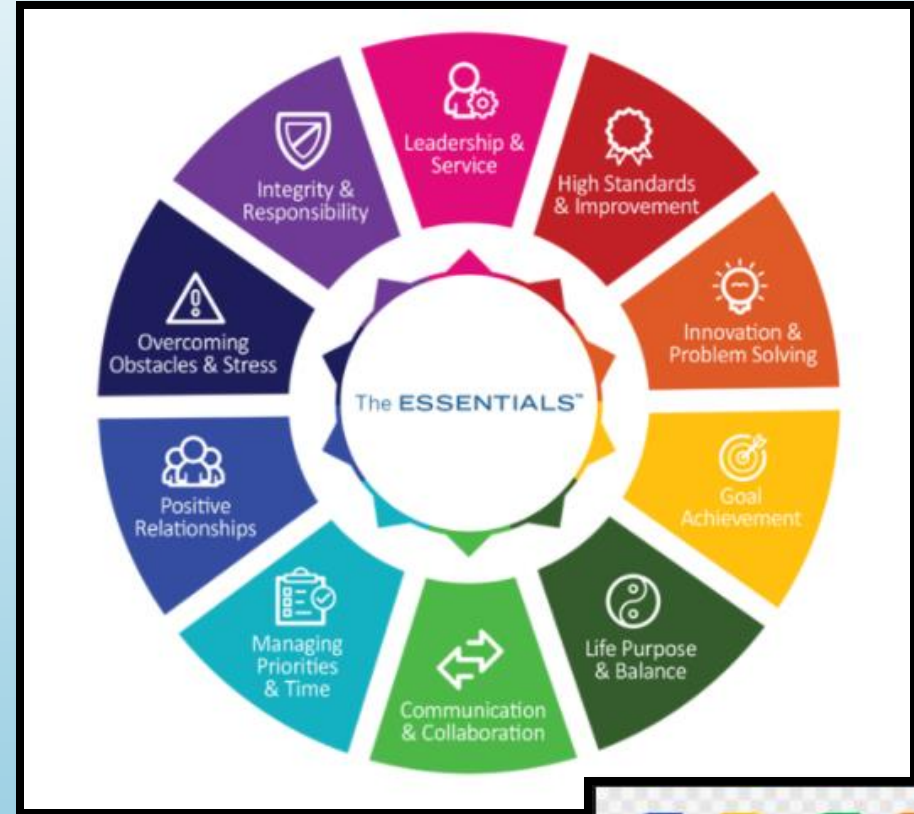 Leadership &
Service
High Standards
& Improvement
Innovation &
Problem Solving
Goal
Achievement
Life Purpose
& Balance
Communication
& Collaboration
Managing
Priorities
& Time
Positive
Relationships
Overcoming
Obstacles & Stress
Integrity &
Responsibility
The ESSENTIALS™